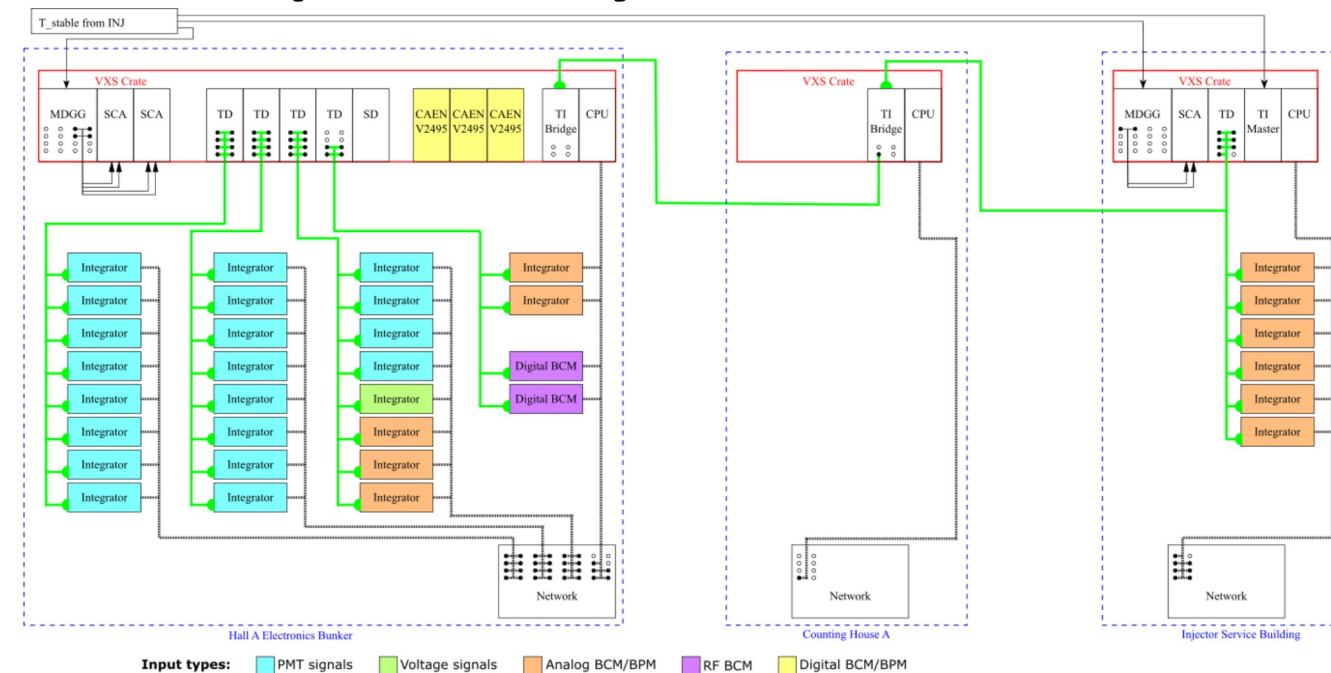 T_stable from INJ
VXS Crate
MDGG SCA SCA TD TD TD TD SD CAEN CAEN CAEN TI CPU
V2495 V2495 V2495 Bridge
VXS Crate
TI CPU
Bridge
VXS Crate
MDGG SCA TD TI CPU
Master
Integrator Integrator Integrator Integrator Integrator
Integrator Integrator Integrator Integrator Integrator
Integrator Integrator Integrator Integrator
Integrator Integrator Integrator Digital BCM Integrator
Integrator Integrator Integrator Digital BCM Integrator
Integrator Integrator Integrator Integrator
Integrator Integrator Integrator
Integrator Integrator Integrator
Network Network Network
Hall A Electronics Bunker Counting House A Injector Service Building
Input types: PMT signals Voltage signals Analog BCM/BPM RF BCM Digital BCM/BPM